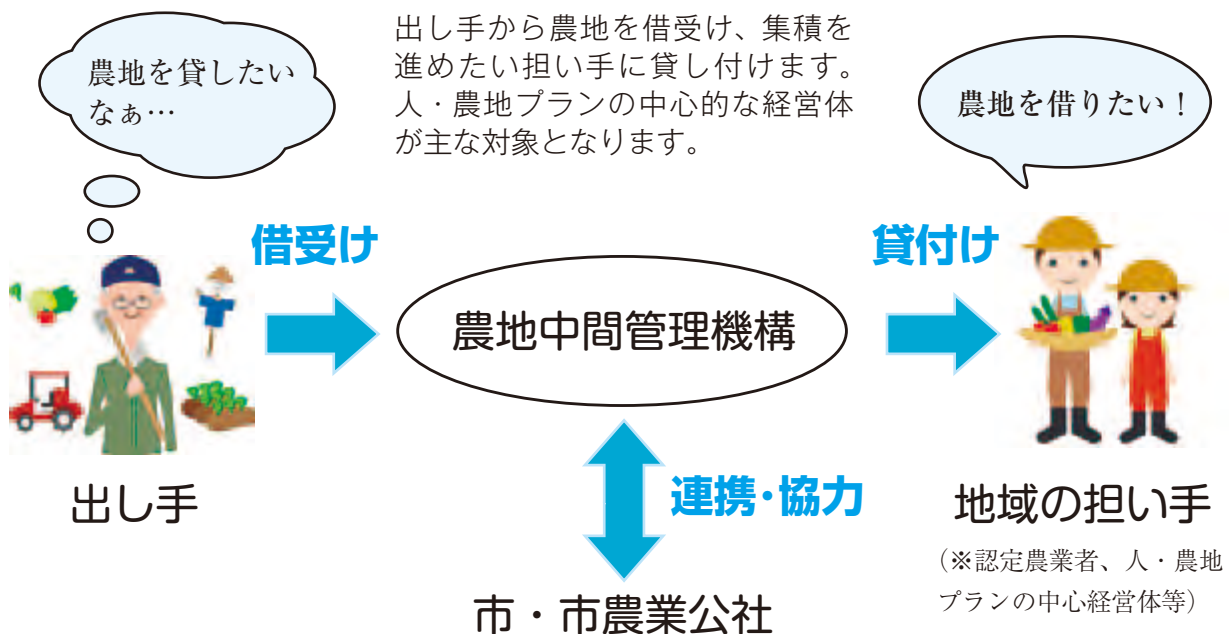 農地を貸したい
なぁ…
出し手から農地を借受け、集積を
進めたい担い手に貸し付けます。
人・農地プランの中心的な経営体
が主な対象となります。
農地を借りたい！
借受け
貸付け
農地中間管理機構
出し手
連携・協力
地域の担い手
（※認定農業者、人・農地
プランの中心経営体等）
市・市農業公社